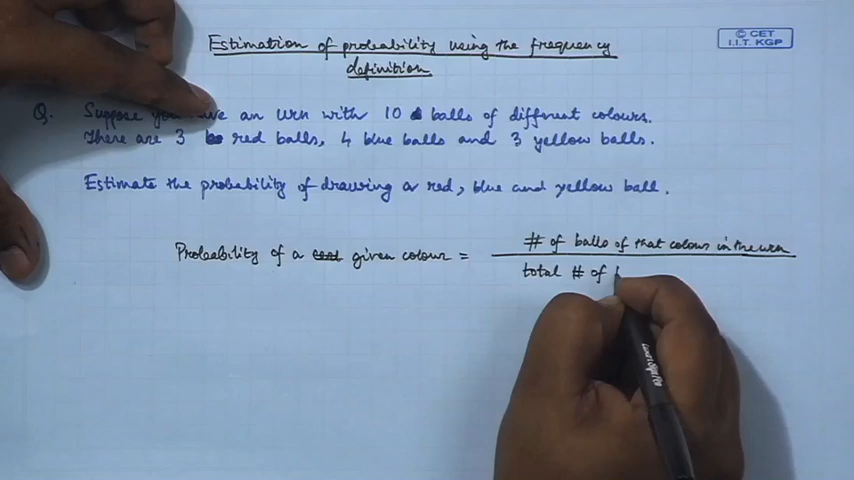 Estimation of probability using the frequency
definition
© CET
I.I.T. KGP
Q. Suppose you have an urn with 10 balls of different colours.
There are 3 red balls, 4 blue balls and 3 yellow balls.
Estimate the probability of drawing a red, blue and yellow ball.
Probability of a given colour = # of balls of that colour in the urn
total # of